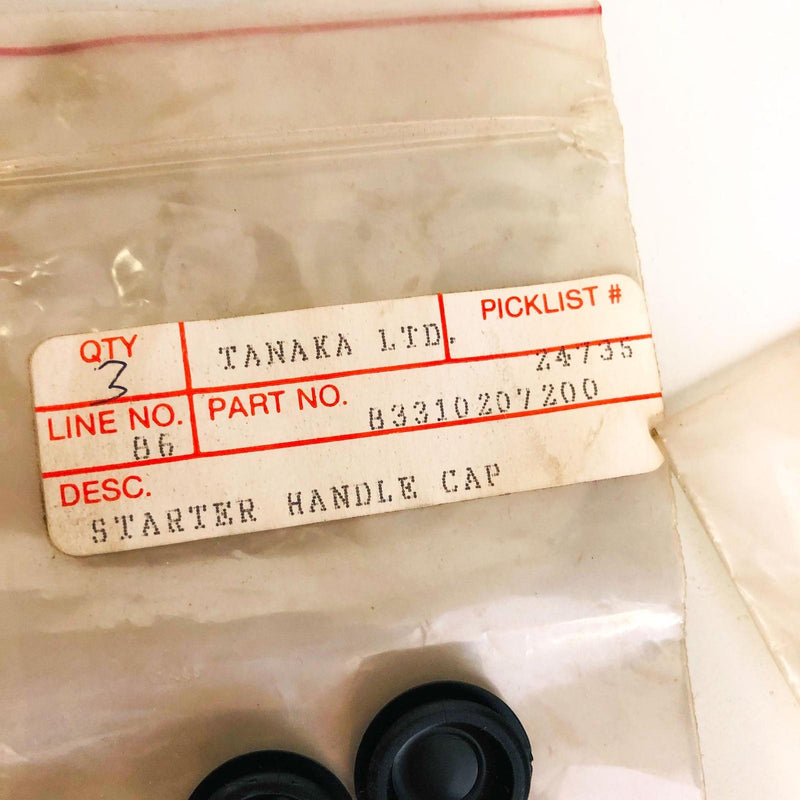 QTY TANAKA LTD. PICKLIST #
3 24735
LINE NO. PART NO. B3310207200
86
DESC.
STARTER HANDLE CAP